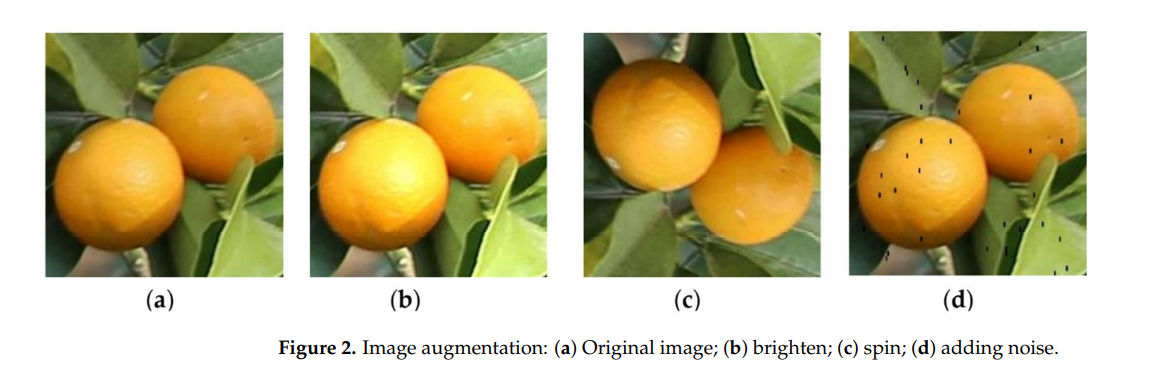 (a) (b) (c) (d)
Figure 2. Image augmentation: (a) Original image; (b) brighten; (c) spin; (d) adding noise.